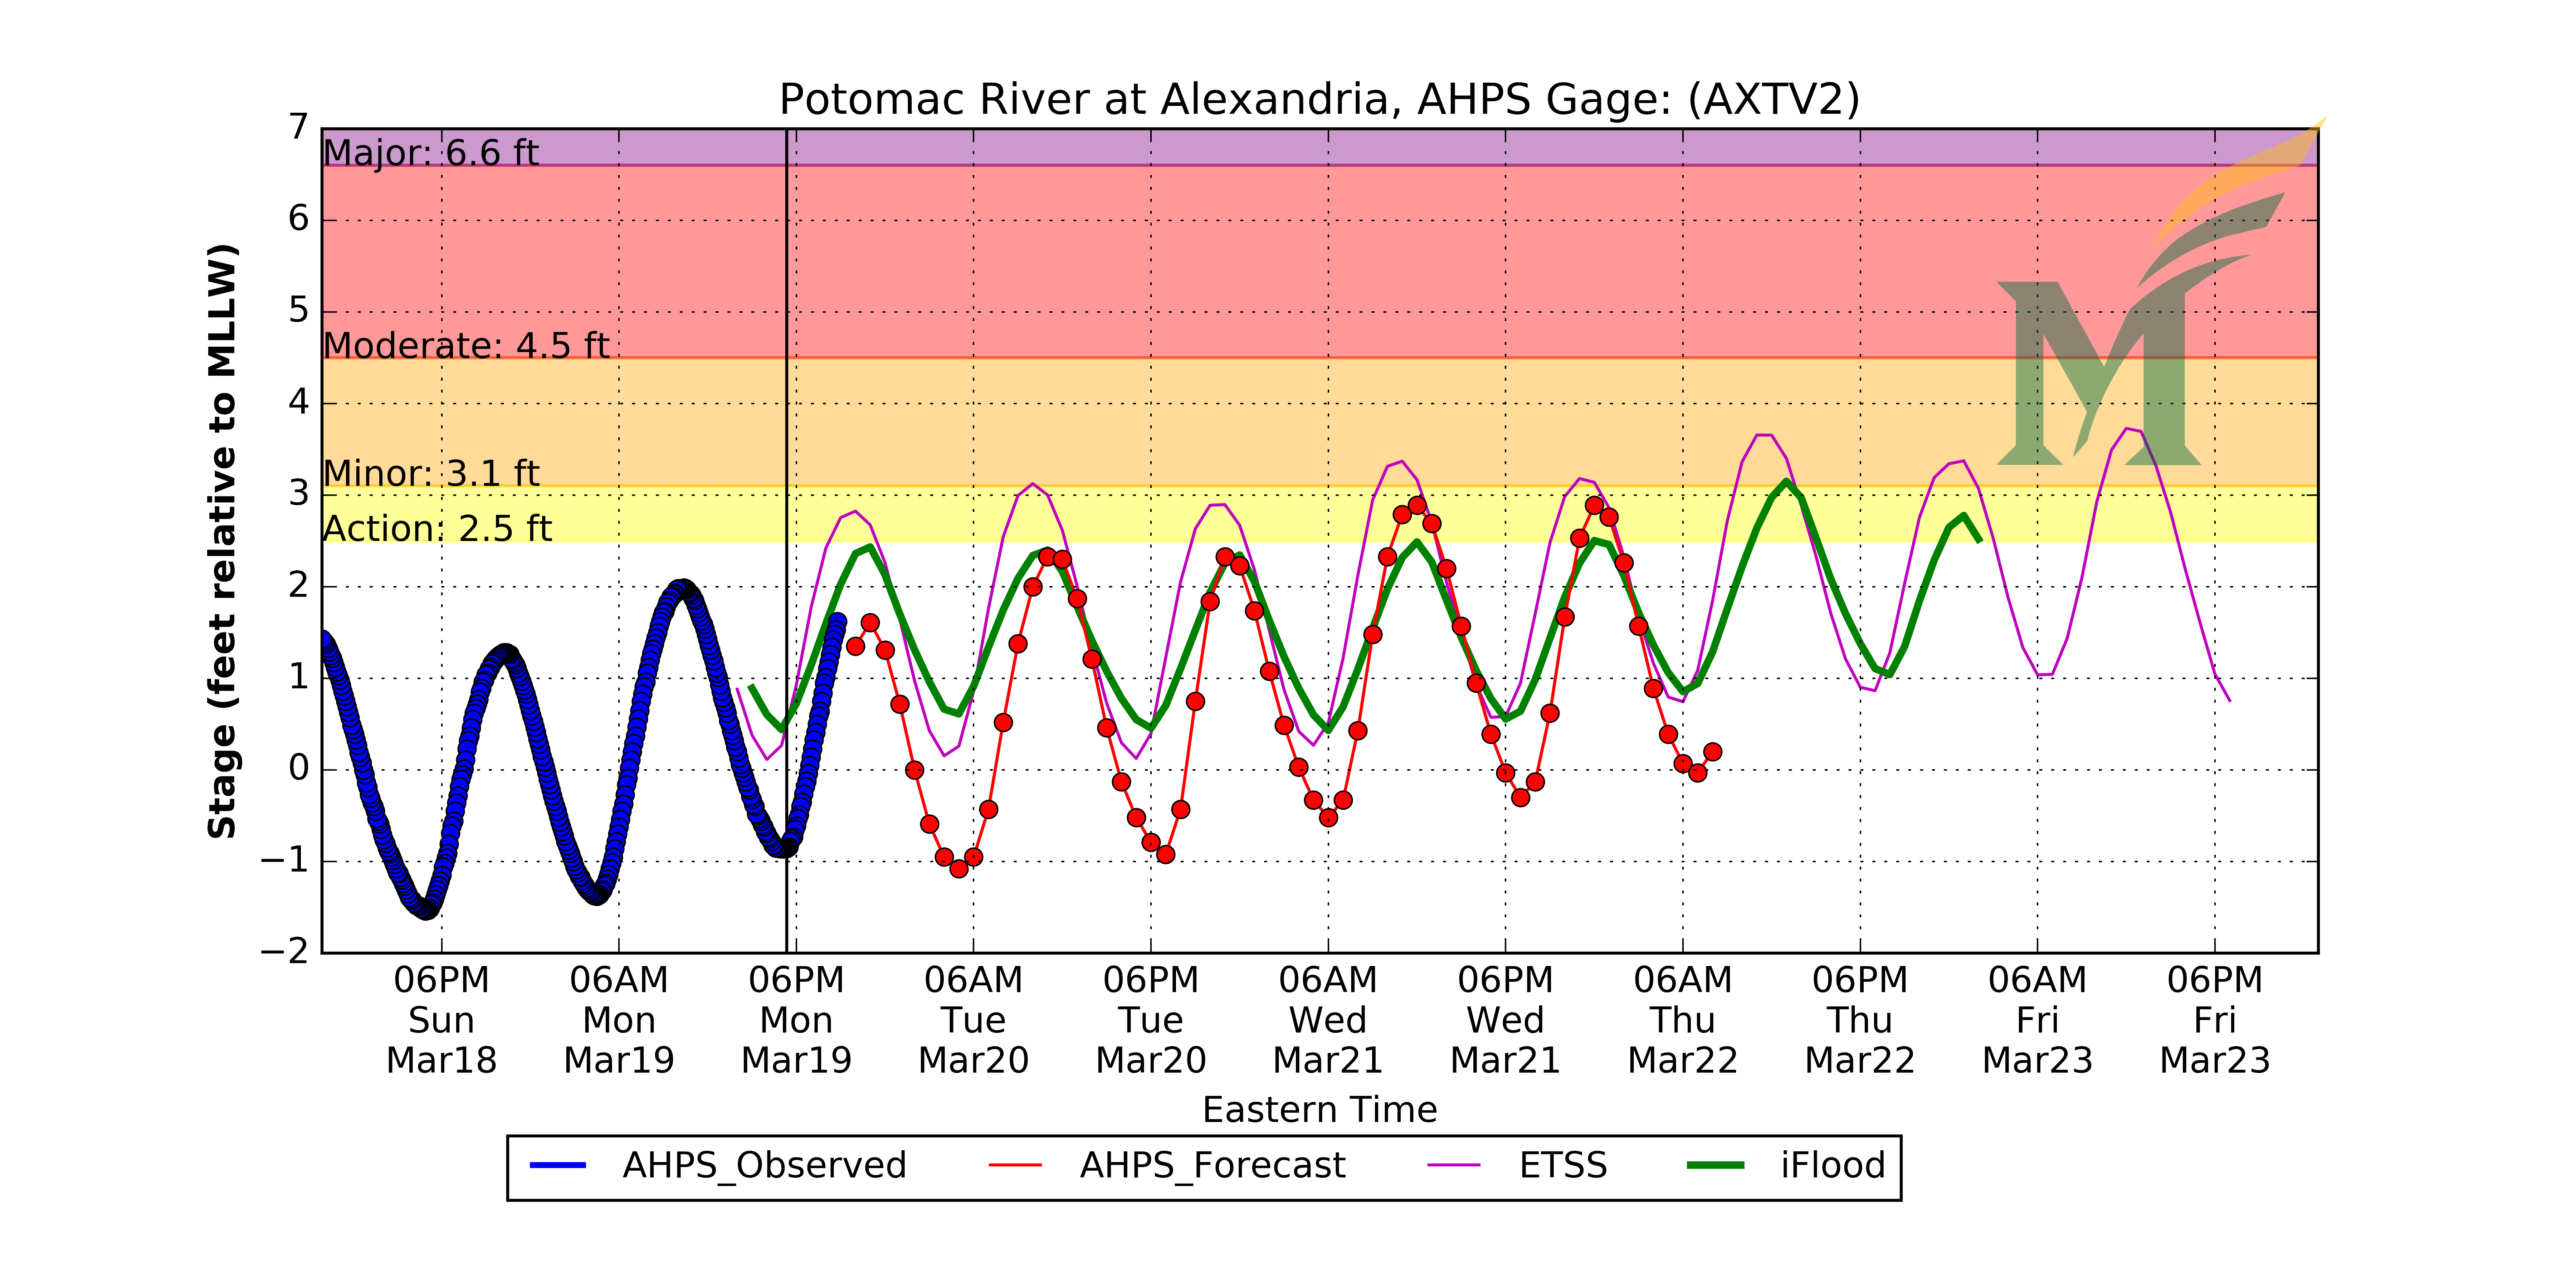 Potomac River at Alexandria, AHPS Gage: (AXTV2)
Stage (feet relative to MLLW)
7
6
5
4
3
2
1
0
−1
−2
Major: 6.6 ft
Moderate: 4.5 ft
Minor: 3.1 ft
Action: 2.5 ft
06PM 06AM 06PM 06AM 06PM 06AM 06PM 06AM 06PM 06AM 06PM
Sun Mon Mon Tue Tue Wed Wed Thu Thu Fri Fri
Mar18 Mar19 Mar19 Mar20 Mar20 Mar21 Mar21 Mar22 Mar22 Mar23 Mar23
Eastern Time
AHPS_Observed AHPS_Forecast ETSS iFlood
M